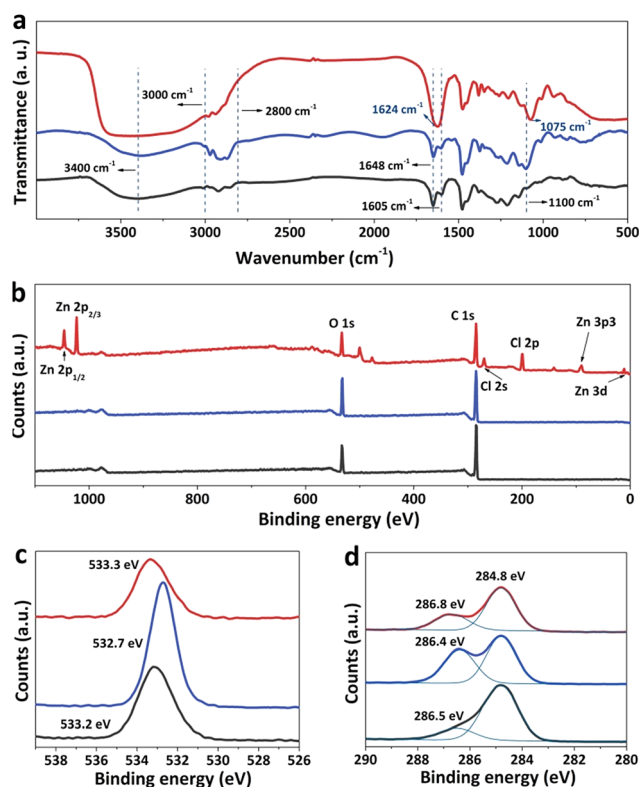 a
Transmittance (a. u.)
3000 cm⁻¹
2800 cm⁻¹
1624 cm⁻¹
1075 cm⁻¹
3400 cm⁻¹
1648 cm⁻¹
1605 cm⁻¹
1100 cm⁻¹
3500 3000 2500 2000 1500 1000 500
Wavenumber (cm⁻¹)
b
Counts (a.u.)
Zn 2p₂/₃
Zn 2p₁/₂
O 1s
C 1s
Cl 2p
Cl 2s
Zn 3p3
Zn 3d
1000 800 600 400 200 0
Binding energy (eV)
c
Counts (a.u.)
533.3 eV
532.7 eV
533.2 eV
538 536 534 532 530 528 526
Binding energy (eV)
d
Counts (a.u.)
284.8 eV
286.8 eV
286.4 eV
286.5 eV
290 288 286 284 282 280
Binding energy (eV)